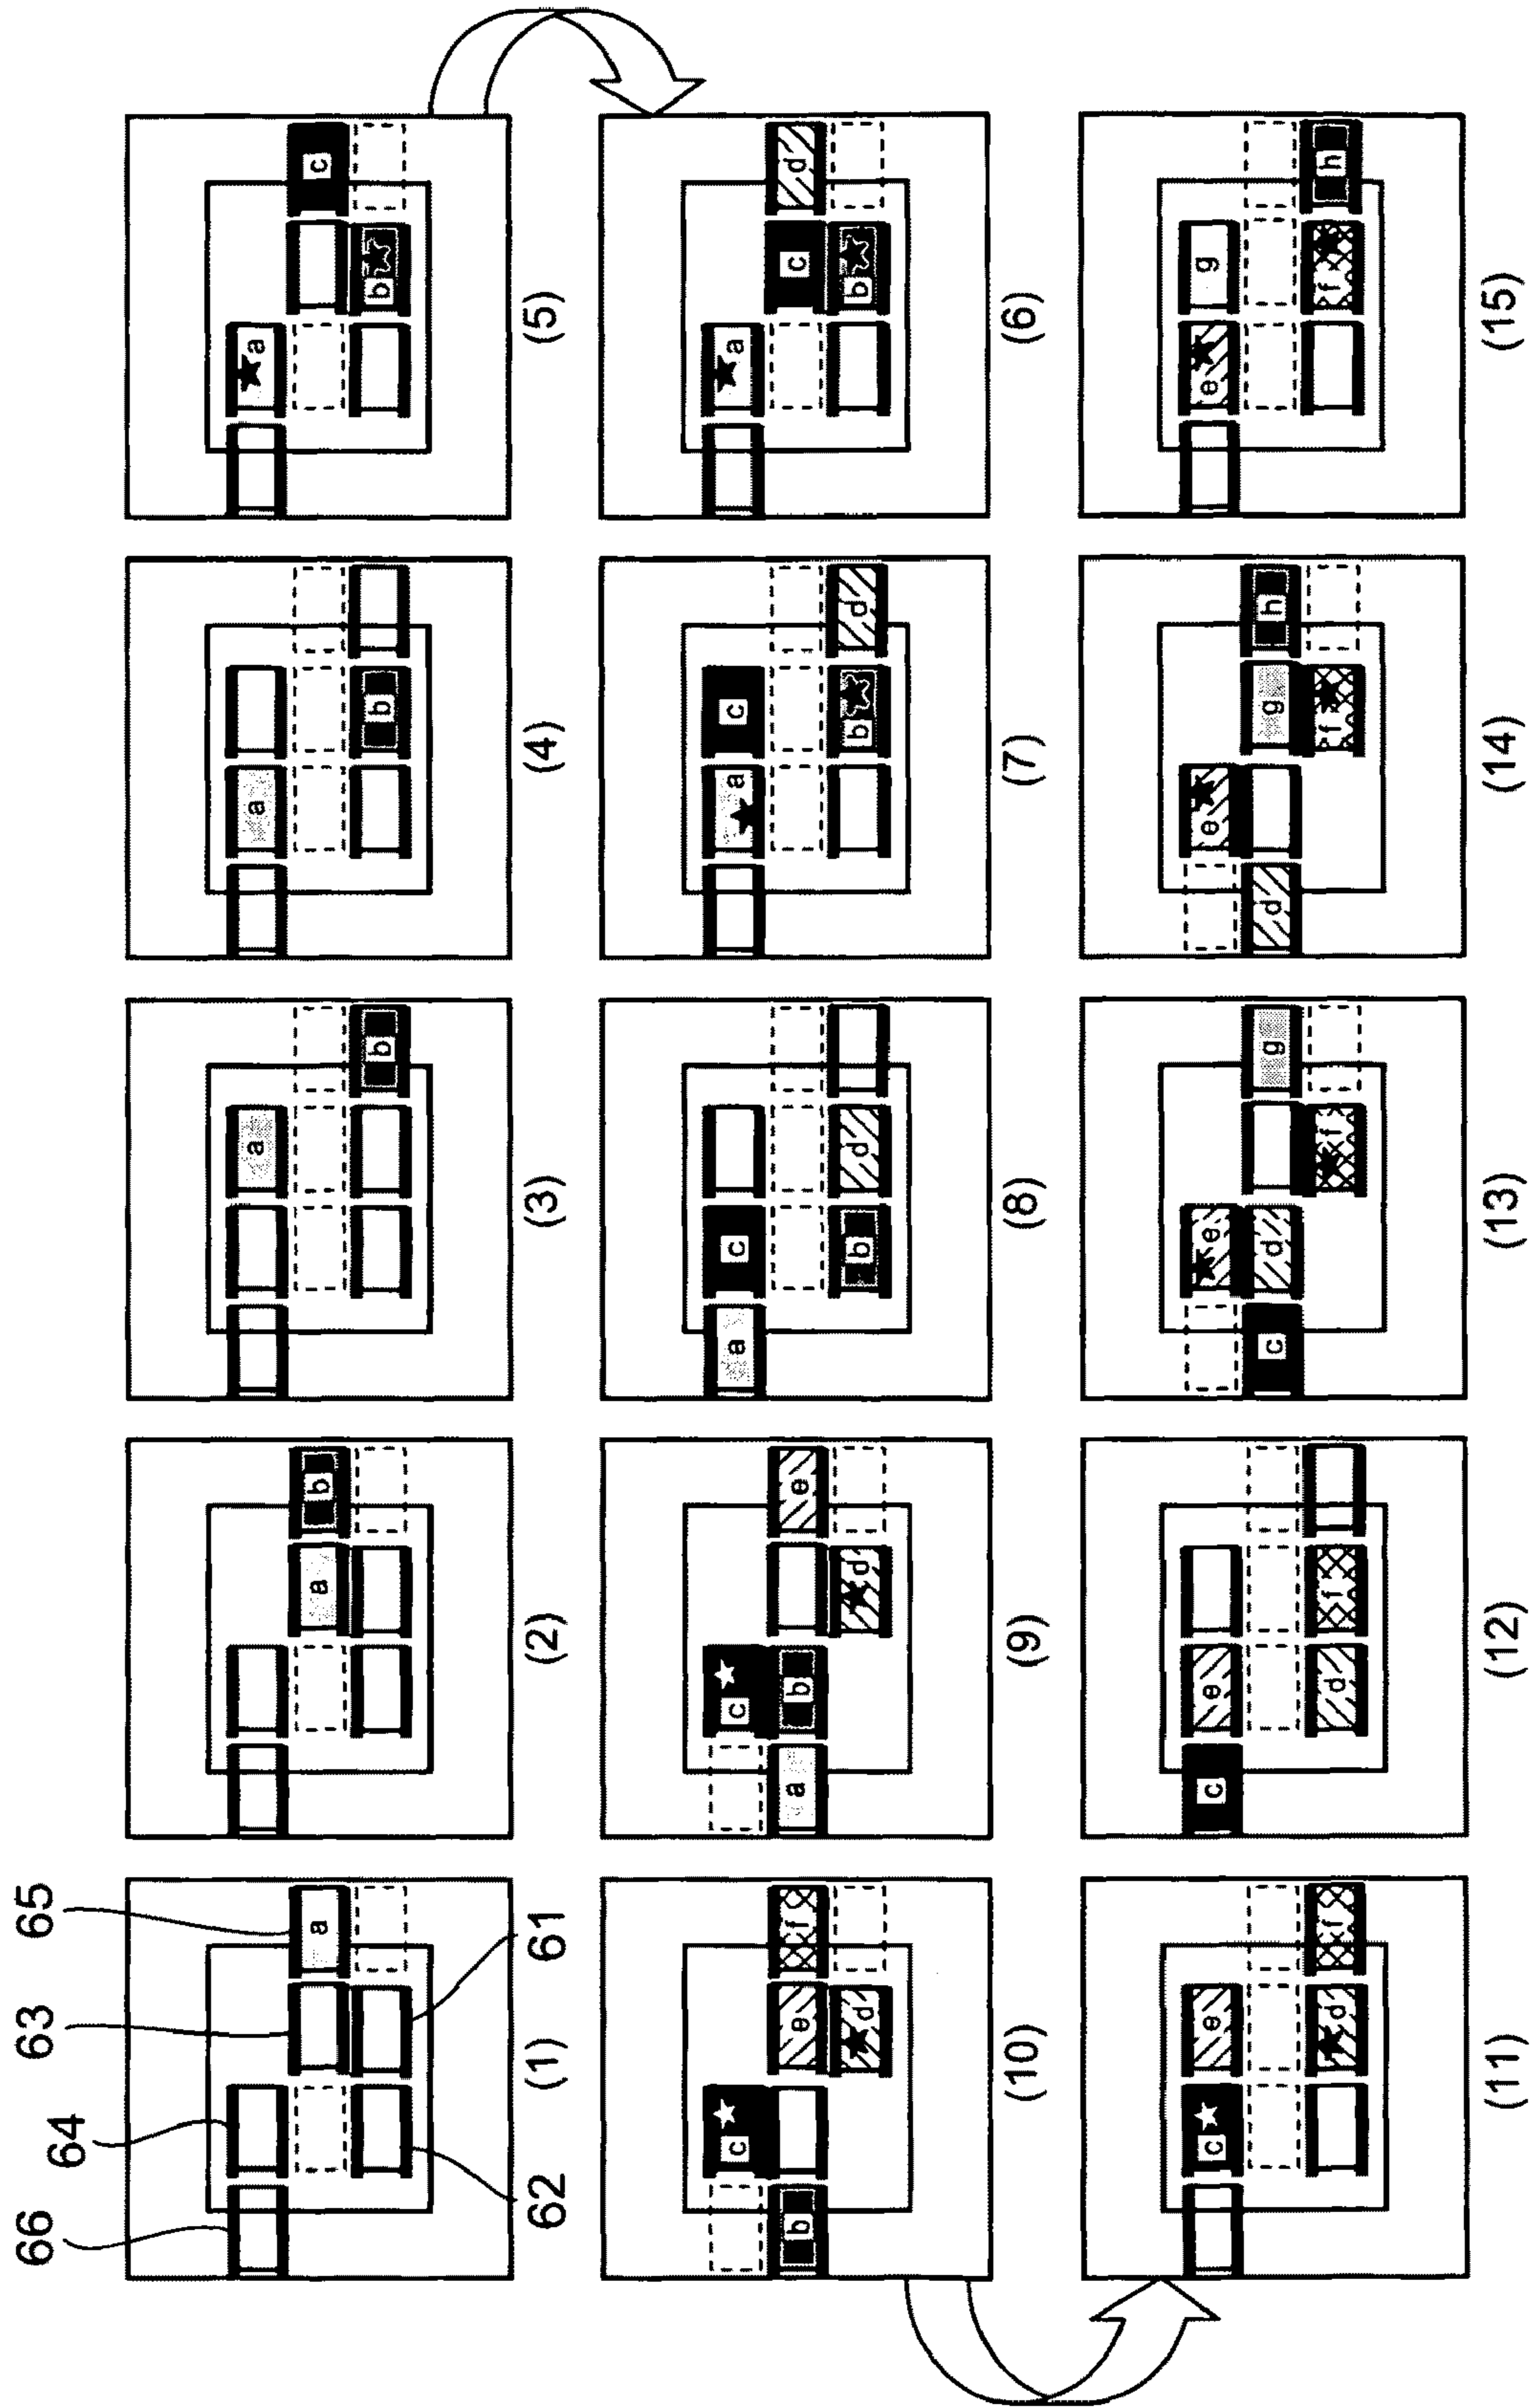 66 64 63 65
a
62 61
(1)
a b
(2)
a
b
(3)
a
b
(4)
a
c
b
(5)
c
b e f
d
(10)
c
a b e
d
(9)
a c
b d
(8)
a c
b d
(7)
a
c d
b
(6)
c e
d f
(11)
c e
d f
(12)
e
c d g
f
(13)
e
d g h
f
(14)
e g
f h
(15)